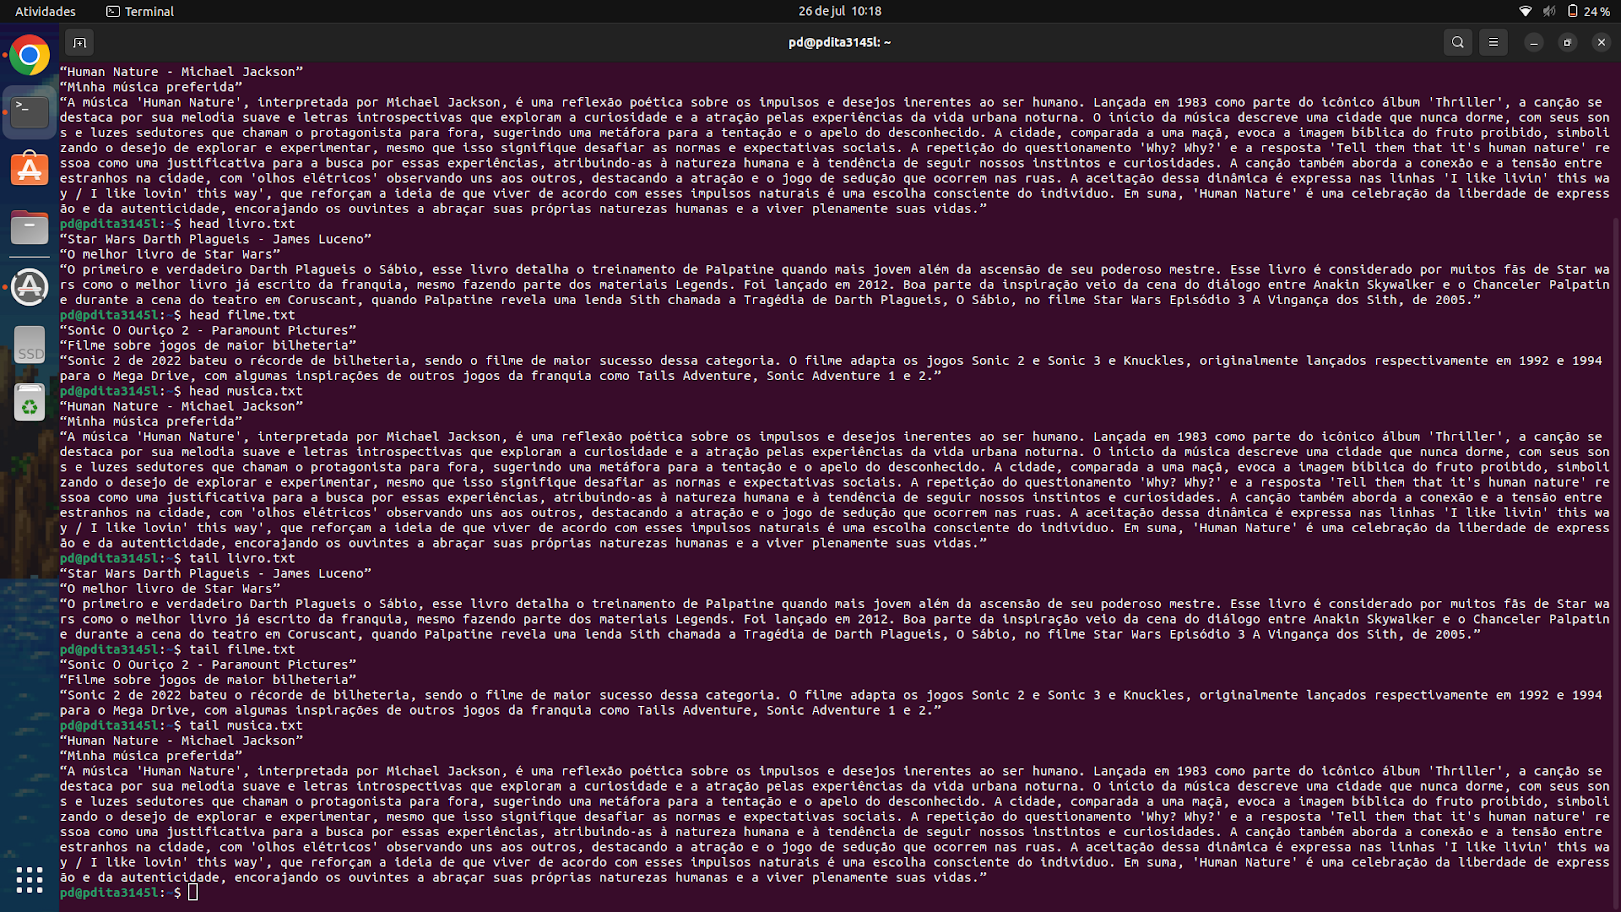 Atividades
Terminal
26 de jul 10:18
24 %
pd@pdita3145l: ~
“Human Nature - Michael Jackson”
“Minha música preferida”
“A música 'Human Nature', interpretada por Michael Jackson, é uma reflexão poética sobre os impulsos e desejos inerentes ao ser humano. Lançada em 1983 como parte do icônico álbum 'Thriller', a canção se
destaca por sua melodia suave e letras introspectivas que exploram a curiosidade e a atração pelas experiências da vida urbana noturna. O início da música descreve uma cidade que nunca dorme, com seus son
s e luzes sedutores que chamam o protagonista para fora, sugerindo uma metáfora para a tentação e o apelo do desconhecido. A cidade, comparada a uma maçã, evoca a imagem bíblica do fruto proibido, simboli
zando o desejo de explorar e experimentar, mesmo que isso signifique desafiar as normas e expectativas sociais. A repetição do questionamento 'Why? Why?' e a resposta 'Tell them that it's human nature' re
ssoa como uma justificativa para a busca por essas experiências, atribuindo-as à natureza humana e à tendência de seguir nossos instintos e curiosidades. A canção também aborda a conexão e a tensão entre
estranhos na cidade, com 'olhos elétricos' observando uns aos outros, destacando a atração e o jogo de sedução que ocorrem nas ruas. A aceitação dessa dinâmica é expressa nas linhas 'I like livin' this wa
y / I like lovin' this way', que reforçam a ideia de que viver de acordo com esses impulsos naturais é uma escolha consciente do indivíduo. Em suma, 'Human Nature' é uma celebração da liberdade de express
ão e da autenticidade, encorajando os ouvintes a abraçar suas próprias naturezas humanas e a viver plenamente suas vidas.”
pd@pdita3145l:~$ head livro.txt
“Star Wars Darth Plagueis - James Luceno”
“O melhor livro de Star Wars”
“O primeiro e verdadeiro Darth Plagueis o Sábio, esse livro detalha o treinamento de Palpatine quando mais jovem além da ascensão de seu poderoso mestre. Esse livro é considerado por muitos fãs de Star wa
rs como o melhor livro já escrito da franquia, mesmo fazendo parte dos materiais Legends. Foi lançado em 2012. Boa parte da inspiração veio da cena do diálogo entre Anakin Skywalker e o Chanceler Palpatin
e durante a cena do teatro em Coruscant, quando Palpatine revela uma lenda Sith chamada a Tragédia de Darth Plagueis, O Sábio, no filme Star Wars Episódio 3 A Vingança dos Sith, de 2005.”
pd@pdita3145l:~$ head filme.txt
“Sonic O Ouriço 2 - Paramount Pictures”
“Filme sobre jogos de maior bilheteria”
“Sonic 2 de 2022 bateu o récorde de bilheteria, sendo o filme de maior sucesso dessa categoria. O filme adapta os jogos Sonic 2 e Sonic 3 e Knuckles, originalmente lançados respectivamente em 1992 e 1994
para o Mega Drive, com algumas inspirações de outros jogos da franquia como Tails Adventure, Sonic Adventure 1 e 2.”
pd@pdita3145l:~$ head musica.txt
“Human Nature - Michael Jackson”
“Minha música preferida”
“A música 'Human Nature', interpretada por Michael Jackson, é uma reflexão poética sobre os impulsos e desejos inerentes ao ser humano. Lançada em 1983 como parte do icônico álbum 'Thriller', a canção se
destaca por sua melodia suave e letras introspectivas que exploram a curiosidade e a atração pelas experiências da vida urbana noturna. O início da música descreve uma cidade que nunca dorme, com seus son
s e luzes sedutores que chamam o protagonista para fora, sugerindo uma metáfora para a tentação e o apelo do desconhecido. A cidade, comparada a uma maçã, evoca a imagem bíblica do fruto proibido, simboli
zando o desejo de explorar e experimentar, mesmo que isso signifique desafiar as normas e expectativas sociais. A repetição do questionamento 'Why? Why?' e a resposta 'Tell them that it's human nature' re
ssoa como uma justificativa para a busca por essas experiências, atribuindo-as à natureza humana e à tendência de seguir nossos instintos e curiosidades. A canção também aborda a conexão e a tensão entre
estranhos na cidade, com 'olhos elétricos' observando uns aos outros, destacando a atração e o jogo de sedução que ocorrem nas ruas. A aceitação dessa dinâmica é expressa nas linhas 'I like livin' this wa
y / I like lovin' this way', que reforçam a ideia de que viver de acordo com esses impulsos naturais é uma escolha consciente do indivíduo. Em suma, 'Human Nature' é uma celebração da liberdade de express
ão e da autenticidade, encorajando os ouvintes a abraçar suas próprias naturezas humanas e a viver plenamente suas vidas.”
pd@pdita3145l:~$ tail livro.txt
“Star Wars Darth Plagueis - James Luceno”
“O melhor livro de Star Wars”
“O primeiro e verdadeiro Darth Plagueis o Sábio, esse livro detalha o treinamento de Palpatine quando mais jovem além da ascensão de seu poderoso mestre. Esse livro é considerado por muitos fãs de Star wa
rs como o melhor livro já escrito da franquia, mesmo fazendo parte dos materiais Legends. Foi lançado em 2012. Boa parte da inspiração veio da cena do diálogo entre Anakin Skywalker e o Chanceler Palpatin
e durante a cena do teatro em Coruscant, quando Palpatine revela uma lenda Sith chamada a Tragédia de Darth Plagueis, O Sábio, no filme Star Wars Episódio 3 A Vingança dos Sith, de 2005.”
pd@pdita3145l:~$ tail filme.txt
“Sonic O Ouriço 2 - Paramount Pictures”
“Filme sobre jogos de maior bilheteria”
“Sonic 2 de 2022 bateu o récorde de bilheteria, sendo o filme de maior sucesso dessa categoria. O filme adapta os jogos Sonic 2 e Sonic 3 e Knuckles, originalmente lançados respectivamente em 1992 e 1994
para o Mega Drive, com algumas inspirações de outros jogos da franquia como Tails Adventure, Sonic Adventure 1 e 2.”
pd@pdita3145l:~$ tail musica.txt
“Human Nature - Michael Jackson”
“Minha música preferida”
“A música 'Human Nature', interpretada por Michael Jackson, é uma reflexão poética sobre os impulsos e desejos inerentes ao ser humano. Lançada em 1983 como parte do icônico álbum 'Thriller', a canção se
destaca por sua melodia suave e letras introspectivas que exploram a curiosidade e a atração pelas experiências da vida urbana noturna. O início da música descreve uma cidade que nunca dorme, com seus son
s e luzes sedutores que chamam o protagonista para fora, sugerindo uma metáfora para a tentação e o apelo do desconhecido. A cidade, comparada a uma maçã, evoca a imagem bíblica do fruto proibido, simboli
zando o desejo de explorar e experimentar, mesmo que isso signifique desafiar as normas e expectativas sociais. A repetição do questionamento 'Why? Why?' e a resposta 'Tell them that it's human nature' re
ssoa como uma justificativa para a busca por essas experiências, atribuindo-as à natureza humana e à tendência de seguir nossos instintos e curiosidades. A canção também aborda a conexão e a tensão entre
estranhos na cidade, com 'olhos elétricos' observando uns aos outros, destacando a atração e o jogo de sedução que ocorrem nas ruas. A aceitação dessa dinâmica é expressa nas linhas 'I like livin' this wa
y / I like lovin' this way', que reforçam a ideia de que viver de acordo com esses impulsos naturais é uma escolha consciente do indivíduo. Em suma, 'Human Nature' é uma celebração da liberdade de express
ão e da autenticidade, encorajando os ouvintes a abraçar suas próprias naturezas humanas e a viver plenamente suas vidas.”
pd@pdita3145l:~$
SSD